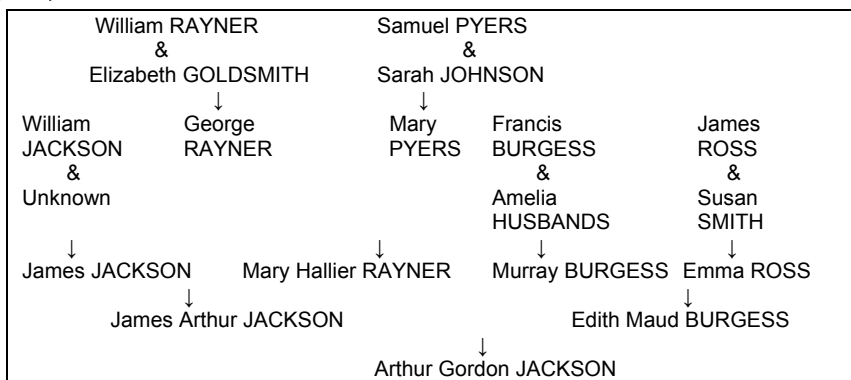 William RAYNER Samuel PYERS
& &
Elizabeth GOLDSMITH Sarah JOHNSON
↓ ↓
William George Mary Francis James
JACKSON RAYNER PYERS BURGESS ROSS
& & &
Unknown Amelia Susan
HUSBANDS SMITH
↓ ↓ ↓ ↓
James JACKSON Mary Hallier RAYNER Murray BURGESS Emma ROSS
↓ ↓
James Arthur JACKSON Edith Maud BURGESS
↓
Arthur Gordon JACKSON